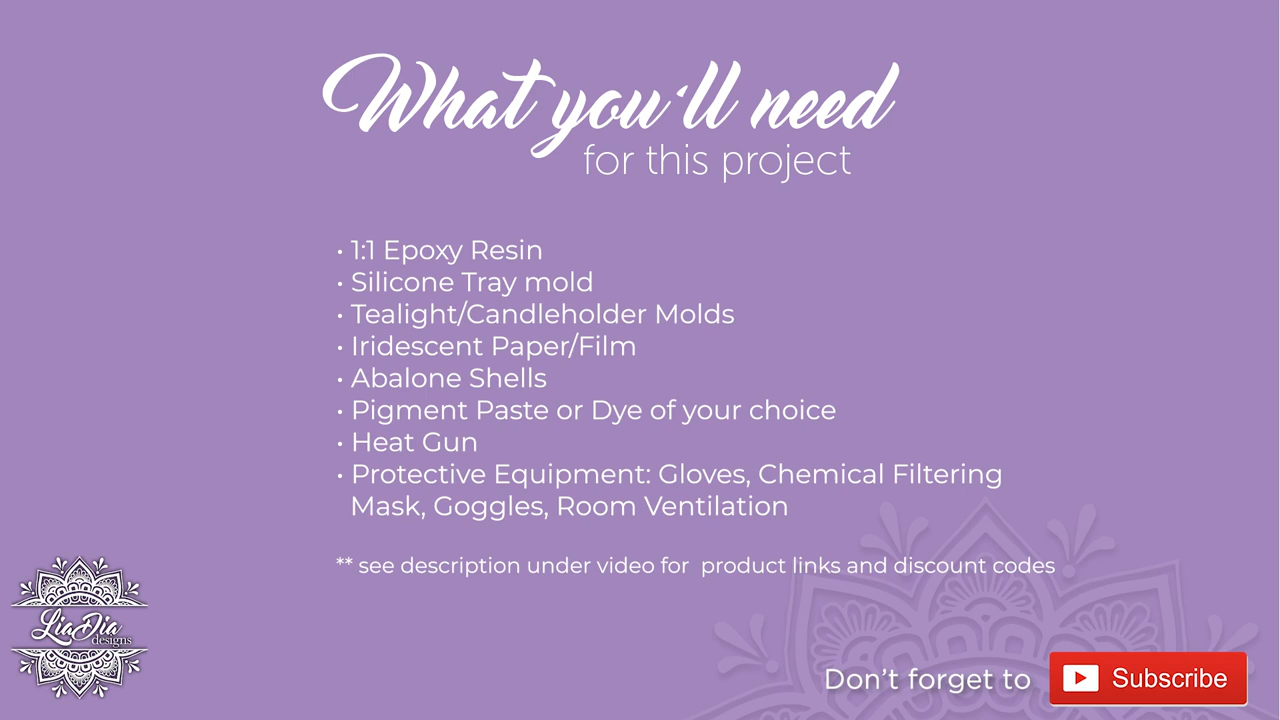 What you'll need
for this project
• 1:1 Epoxy Resin
• Silicone Tray mold
• Tealight/Candleholder Molds
• Iridescent Paper/Film
• Abalone Shells
• Pigment Paste or Dye of your choice
• Heat Gun
• Protective Equipment: Gloves, Chemical Filtering
Mask, Goggles, Room Ventilation
** see description under video for  product links and discount codes
LiaDia
designs
Don't forget to
Subscribe